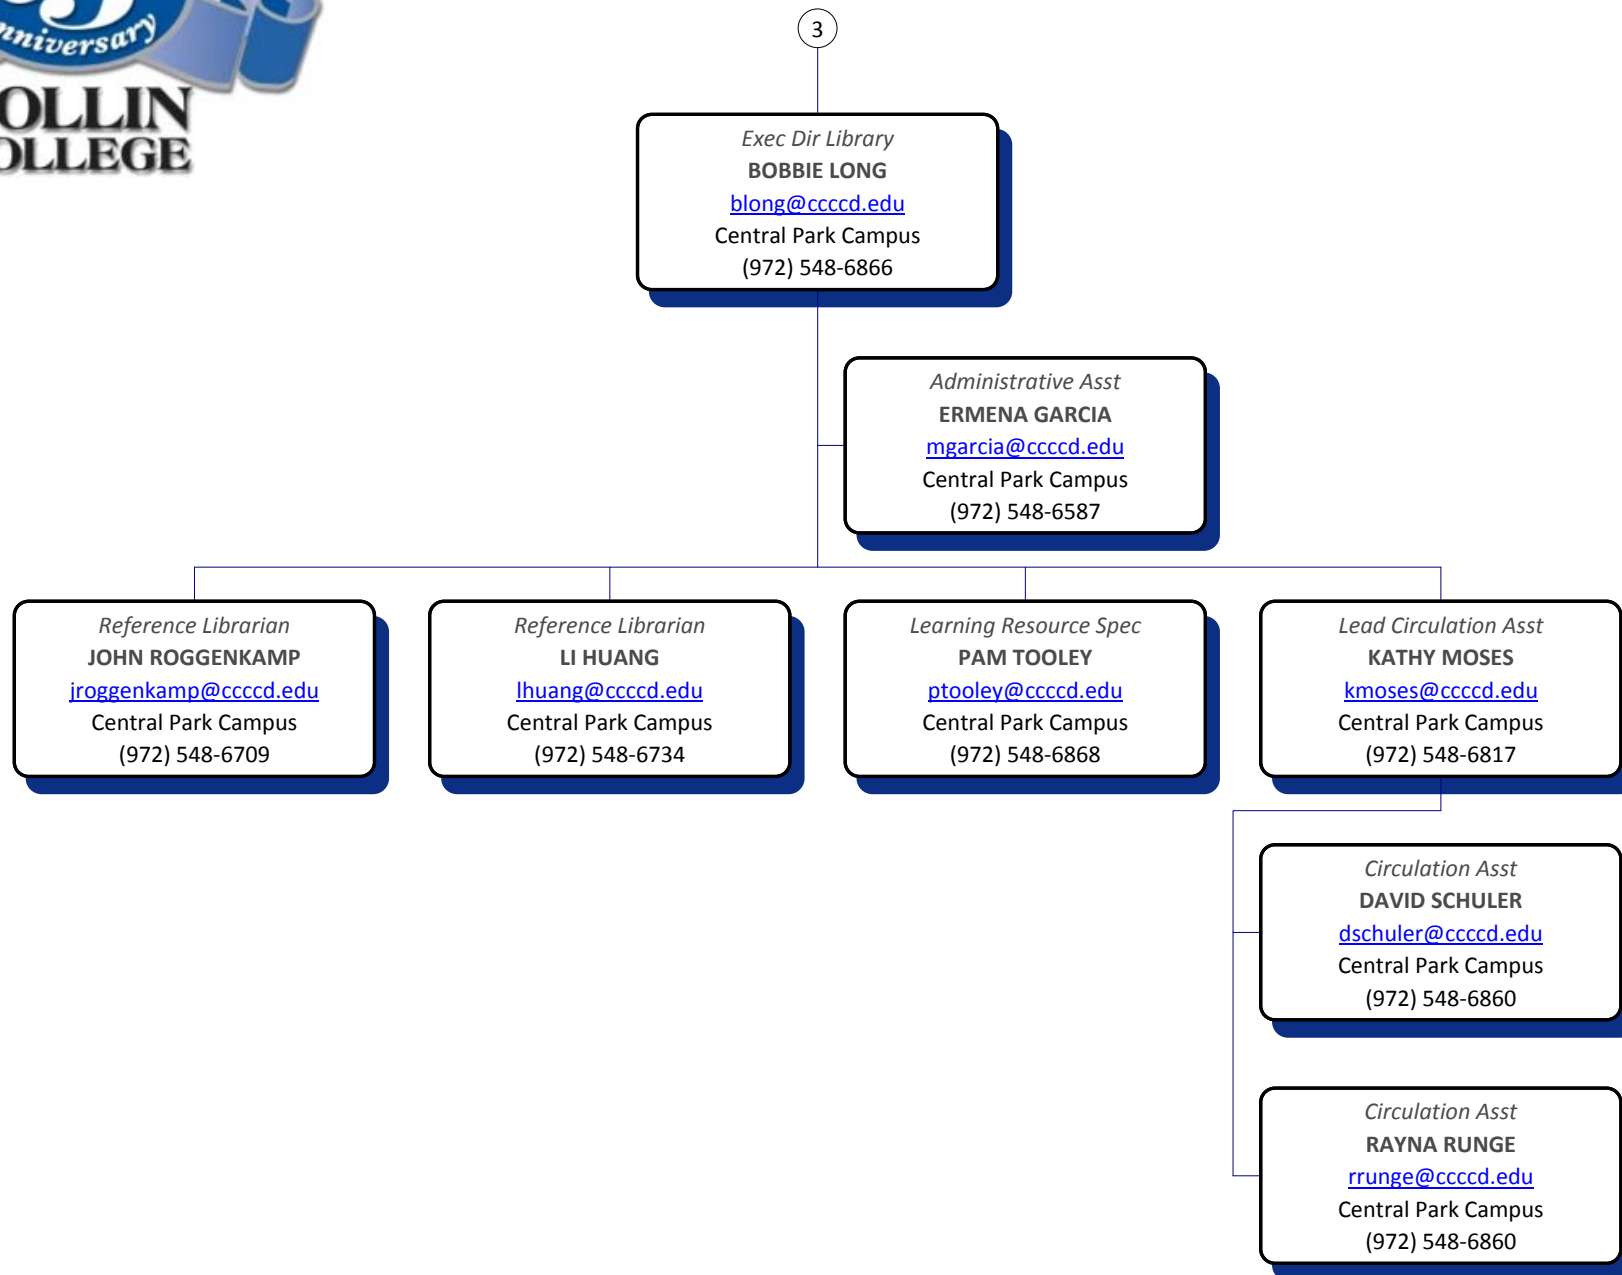 nniversary
OLLIN
OLLEGE
3
Exec Dir Library
BOBBIE LONG
blong@ccccd.edu
Central Park Campus
(972) 548-6866
Administrative Asst
ERMENA GARCIA
mgarcia@ccccd.edu
Central Park Campus
(972) 548-6587
Reference Librarian
JOHN ROGGENKAMP
jroggenkamp@ccccd.edu
Central Park Campus
(972) 548-6709
Reference Librarian
LI HUANG
lhuang@ccccd.edu
Central Park Campus
(972) 548-6734
Learning Resource Spec
PAM TOOLEY
ptooley@ccccd.edu
Central Park Campus
(972) 548-6868
Lead Circulation Asst
KATHY MOSES
kmoses@ccccd.edu
Central Park Campus
(972) 548-6817
Circulation Asst
DAVID SCHULER
dschuler@ccccd.edu
Central Park Campus
(972) 548-6860
Circulation Asst
RAYNA RUNGE
rrunge@ccccd.edu
Central Park Campus
(972) 548-6860